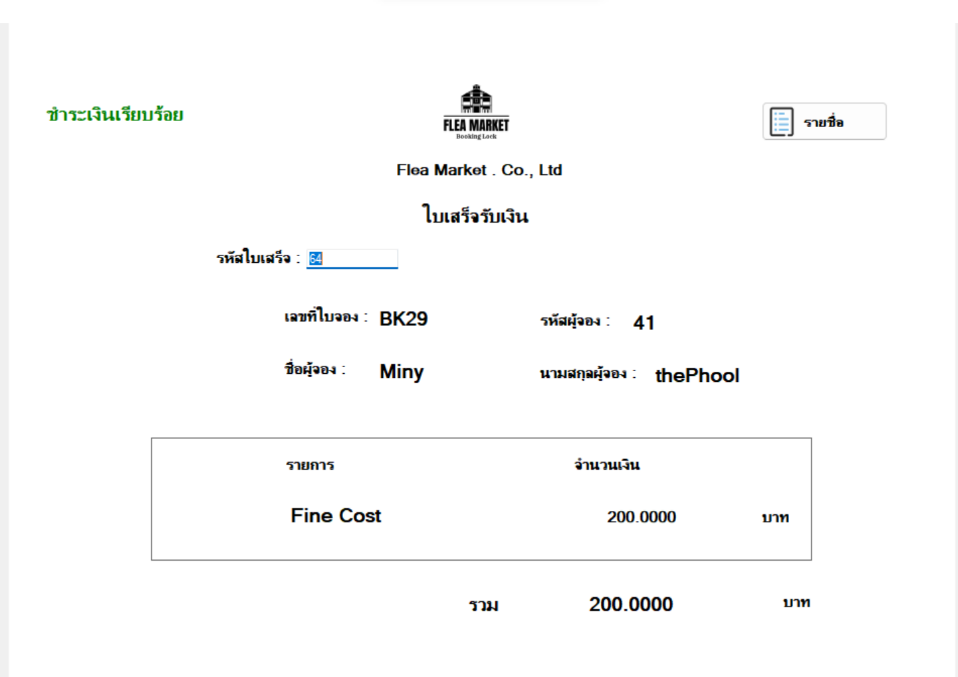 ชำระเงินเรียบร้อย
FLEA MARKET
Booking Lock
รายชื่อ
Flea Market . Co., Ltd
ใบเสร็จรับเงิน
รหัสใบเสร็จ : 64
เลขที่ใบจอง : BK29 รหัสผู้จอง : 41
ชื่อผู้จอง : Miny นามสกุลผู้จอง : thePhool
รายการ จำนวนเงิน
Fine Cost 200.0000 บาท
รวม 200.0000 บาท